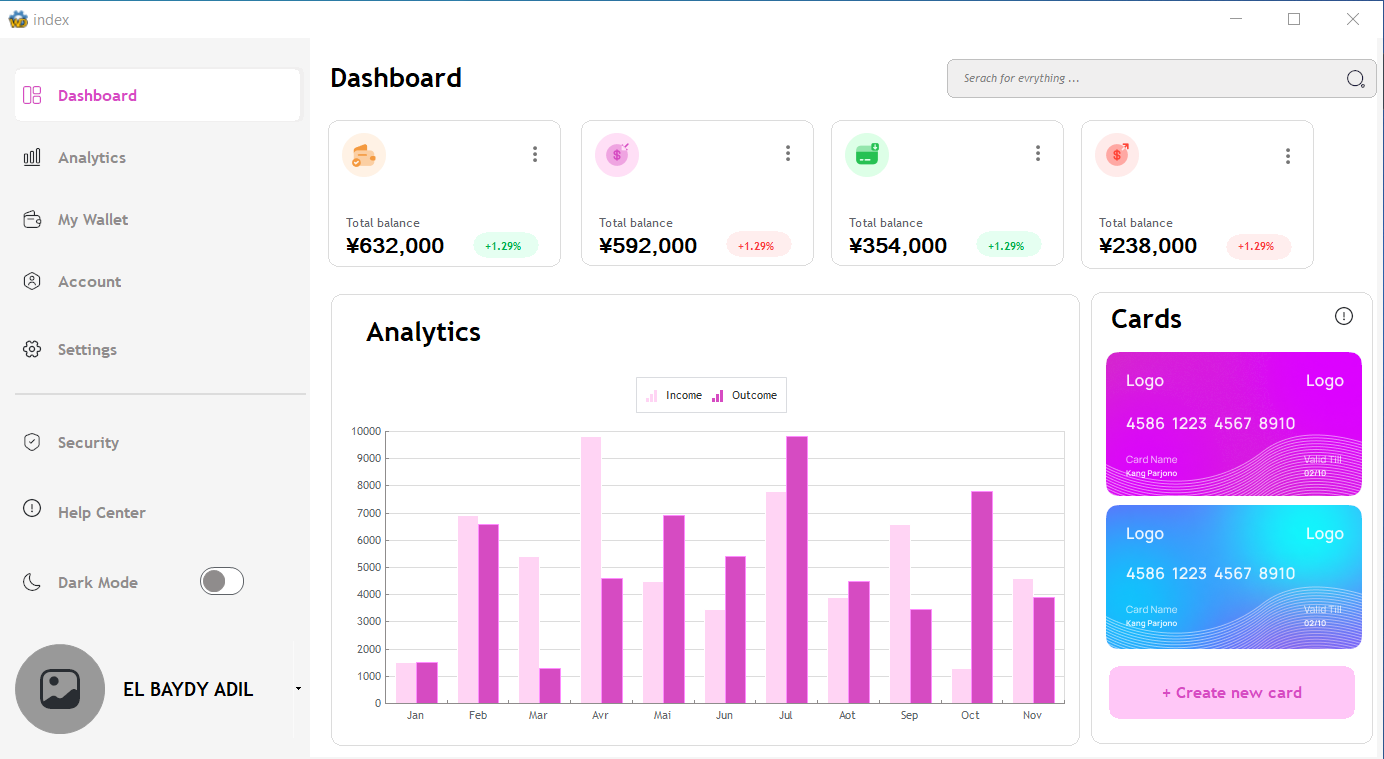 index
Dashboard
Analytics
My Wallet
Account
Settings
Security
Help Center
Dark Mode
EL BAYDY ADIL
Dashboard
Serach for evrything ...
Total balance
¥632,000
+1.29%
Total balance
¥592,000
+1.29%
Total balance
¥354,000
+1.29%
Total balance
¥238,000
+1.29%
Analytics
Income Outcome
10000
9000
8000
7000
6000
5000
4000
3000
2000
1000
0
Jan Feb Mar Avr Mai Jun Jul Aot Sep Oct Nov
Cards
Logo Logo
4586 1223 4567 8910
Card Name Valid Till
Kang Parjono 02/10
Logo Logo
4586 1223 4567 8910
Card Name Valid Till
Kang Parjono 02/10
+ Create new card